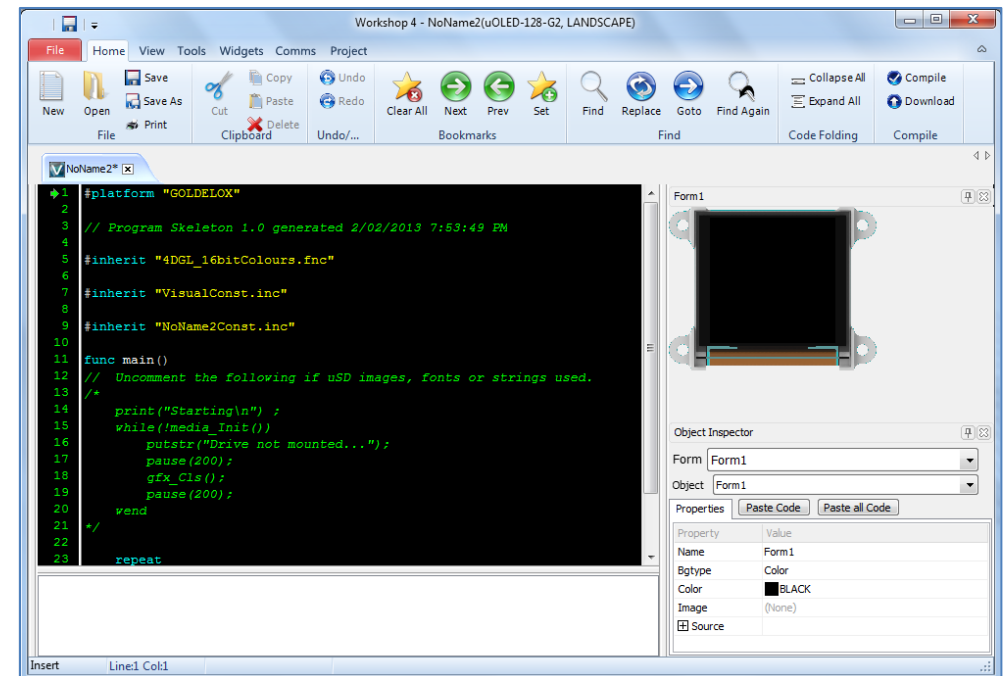 Workshop 4 - NoName2(uOLED-128-G2, LANDSCAPE)
File Home View Tools Widgets Comms Project
New Open Save Save As Print File
Cut Copy Paste Delete Clipboard
Undo Redo Undo/...
Clear All Next Prev Set Bookmarks
Find Replace Goto Find Again Find
Collapse All Expand All Code Folding
Compile Download Compile
NoName2*
1 #platform "GOLDELOX"
2
3 // Program Skeleton 1.0 generated 2/02/2013 7:53:49 PM
4
5 #inherit "4DGL_16bitColours.fnc"
6
7 #inherit "VisualConst.inc"
8
9 #inherit "NoName2Const.inc"
10
11 func main()
12 // Uncomment the following if uSD images, fonts or strings used.
13 /*
14 print("Starting\n") ;
15 while(!media_Init())
16 putstr("Drive not mounted...");
17 pause(200);
18 gfx_Cls();
19 pause(200);
20 wend
21 */
22
23 repeat
Form1
Object Inspector
Form Form1
Object Form1
Properties Paste Code Paste all Code
Property Value
Name Form1
Bgtype Color
Color BLACK
Image (None)
Source
Insert Line:1 Col:1